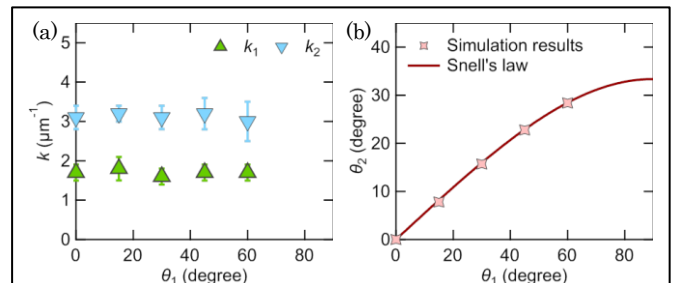 (a)
k₁ k₂
5
4
3
2
1
0
k (μm⁻¹)
0 20 40 60 80
θ₁ (degree)
(b)
Simulation results
Snell's law
40
30
20
10
0
θ₂ (degree)
0 20 40 60 80
θ₁ (degree)